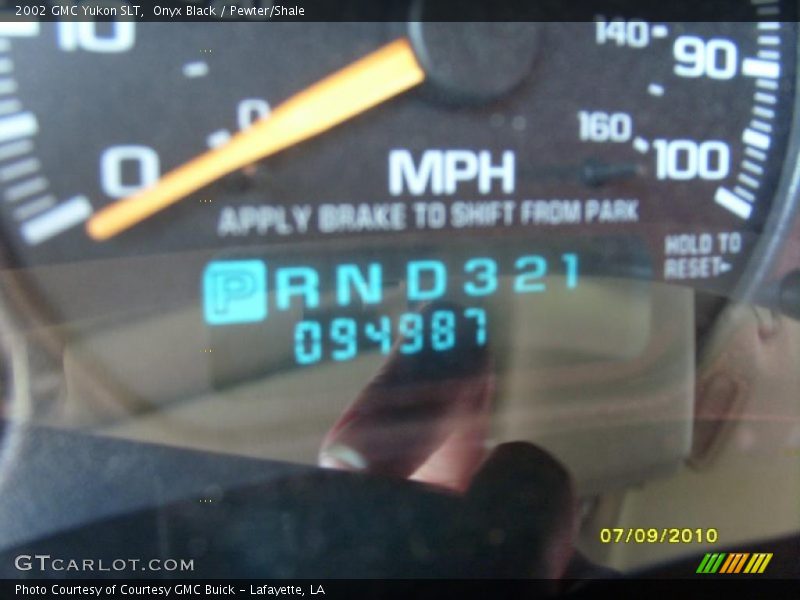 2002 GMC Yukon SLT,  Onyx Black / Pewter/Shale
10
140
90
0
0
160
100
MPH
APPLY BRAKE TO SHIFT FROM PARK
HOLD TO
RESET
P R N D 3 2 1
094987
07/09/2010
GTCARLOT.COM
Photo Courtesy of Courtesy GMC Buick - Lafayette, LA